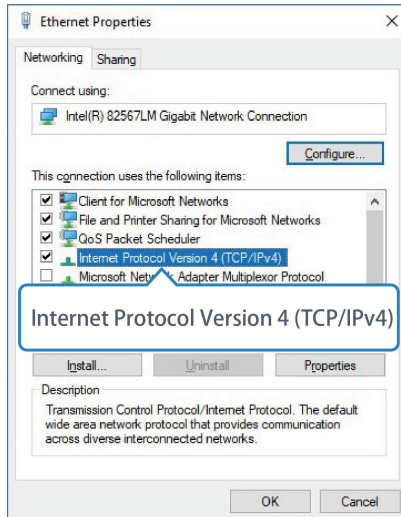 Ethernet Properties
Networking Sharing
Connect using:
Intel(R) 82567LM Gigabit Network Connection
Configure...
This connection uses the following items:
Client for Microsoft Networks
File and Printer Sharing for Microsoft Networks
QoS Packet Scheduler
Internet Protocol Version 4 (TCP/IPv4)
Microsoft Network Adapter Multiplexor Protocol
Internet Protocol Version 4 (TCP/IPv4)
Install... Uninstall Properties
Description
Transmission Control Protocol/Internet Protocol. The default
wide area network protocol that provides communication
across diverse interconnected networks.
OK Cancel